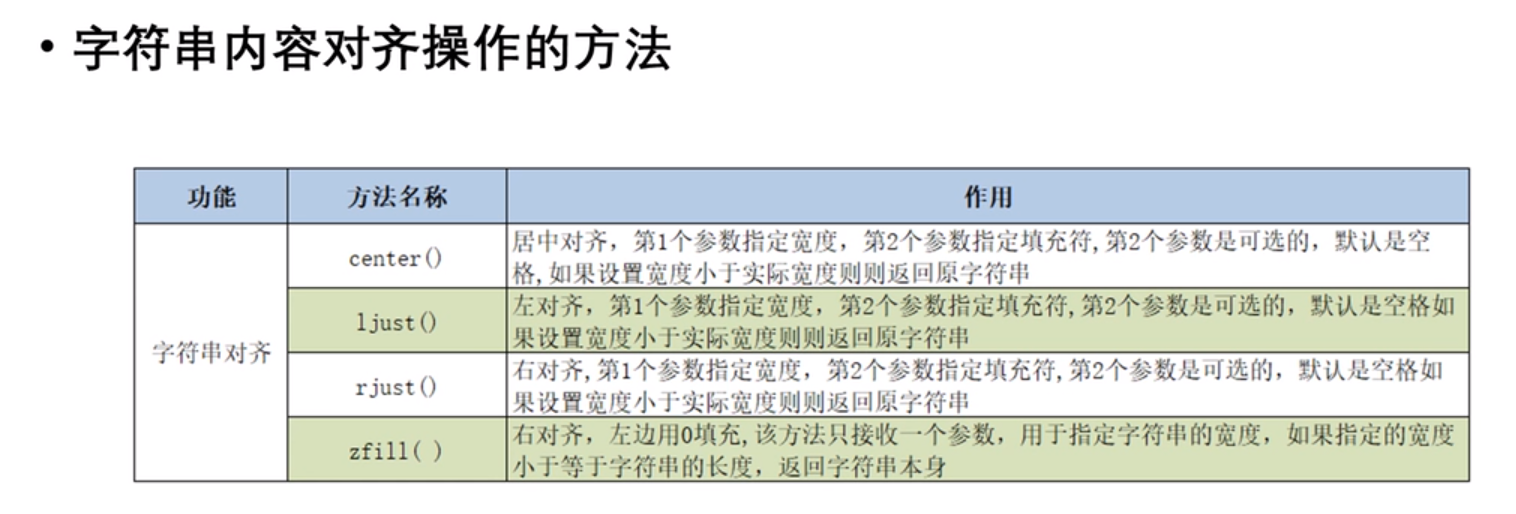 • 字符串内容对齐操作的方法
功能 方法名称 作用
字符串对齐
center()
居中对齐，第1个参数指定宽度，第2个参数指定填充符,第2个参数是可选的，默认是空
格,如果设置宽度小于实际宽度则则返回原字符串
ljust()
左对齐，第1个参数指定宽度，第2个参数指定填充符,第2个参数是可选的，默认是空格如
果设置宽度小于实际宽度则则返回原字符串
rjust()
右对齐,第1个参数指定宽度，第2个参数指定填充符,第2个参数是可选的，默认是空格如
果设置宽度小于实际宽度则则返回原字符串
zfill( )
右对齐，左边用0填充,该方法只接收一个参数，用于指定字符串的宽度，如果指定的宽度
小于等于字符串的长度，返回字符串本身